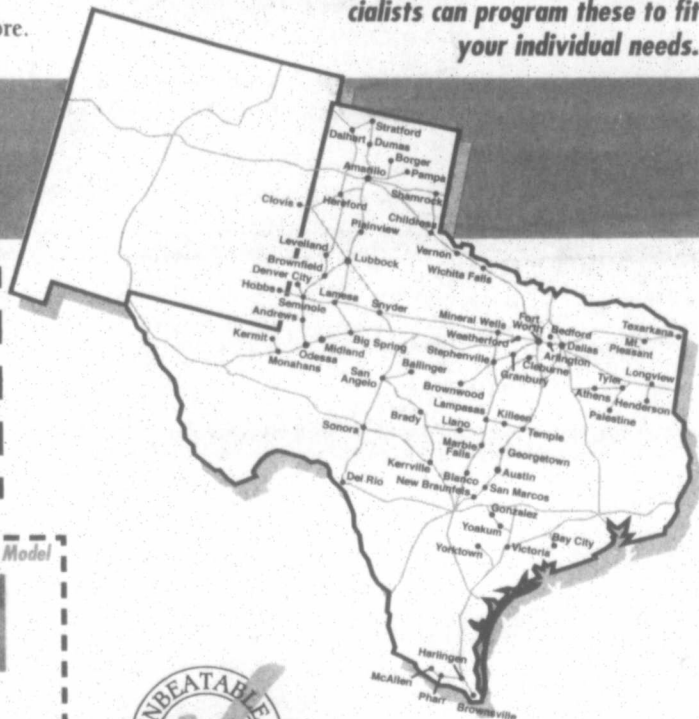 ore.
cialists can program these to fit
your individual needs.
Stratford
Dalhart
Dumas
Borger
Amarillo
Pampa
Shamrock
Clovis
Hereford
Childress
Plainview
Vernon
Levelland
Lubbock
Wichita Falls
Brownfield
Denver City
Hobbs
Lamesa
Snyder
Seminole
Andrews
Mineral Wells
Fort
Worth
Bedford
Texarkana
Weatherford
Dallas
Mt.
Pleasant
Kermit
Big Spring
Midland
Stephenville
Arlington
Cleburne
Odessa
Monahans
Ballinger
Granbury
Tyler
Longview
San
Angelo
Brownwood
Athens
Henderson
Lampasas
Killeen
Palestine
Brady
Llano
Temple
Sonora
Marble
Falls
Georgetown
Kerrville
Austin
Del Rio
Blanco
New Braunfels
San Marcos
Gonzalez
Yoakum
Bay City
Yorktown
Victoria
Model
Harlingen
McAllen
Pharr
Brownsville
NBEATABLE